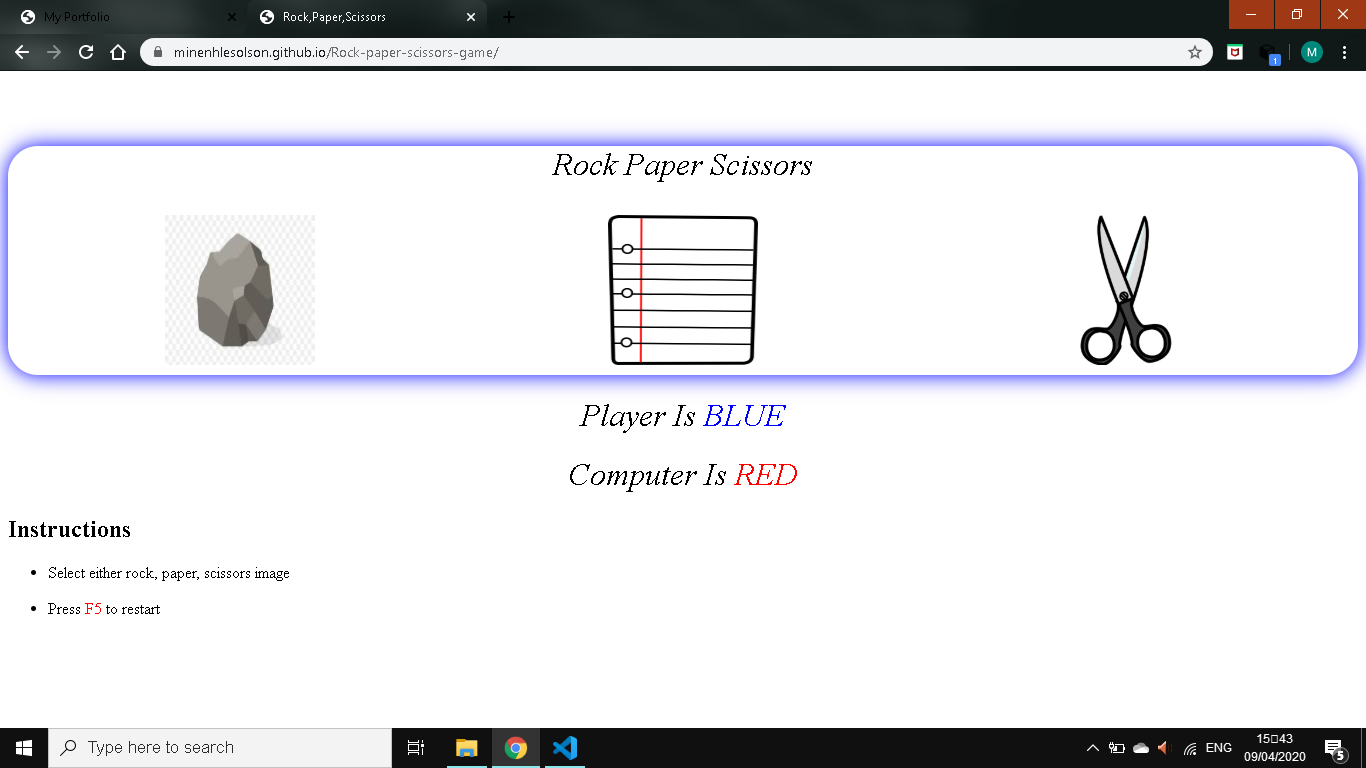 My Portfolio
Rock,Paper,Scissors
minenhlesolson.github.io/Rock-paper-scissors-game/
M
1
Rock Paper Scissors
Player Is BLUE
Computer Is RED
Instructions
• Select either rock, paper, scissors image
• Press F5 to restart
Type here to search
ENG
15▯43
09/04/2020
5